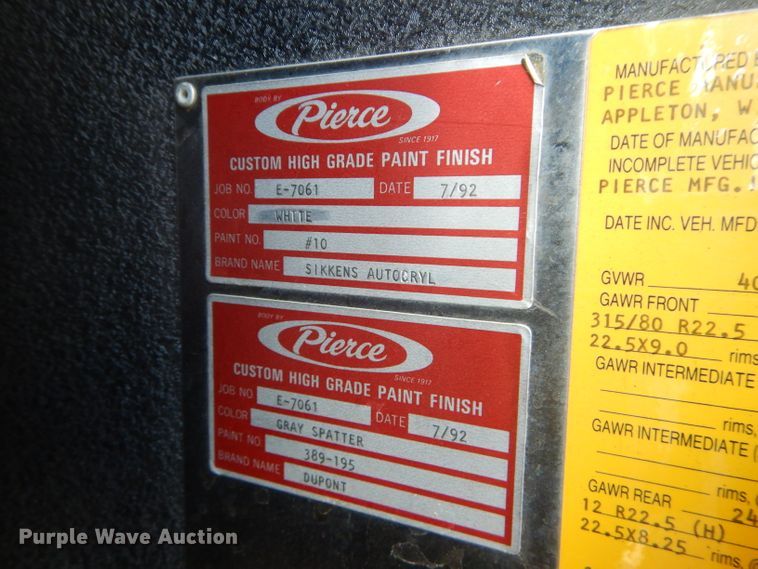 BODY BY
Pierce
SINCE 1917
CUSTOM HIGH GRADE PAINT FINISH
JOB NO. E-7061 DATE 7/92
COLOR WHITE
PAINT NO. #10
BRAND NAME SIKKENS AUTOCRYL
BODY BY
Pierce
SINCE 1917
CUSTOM HIGH GRADE PAINT FINISH
JOB NO E-7061 DATE 7/92
COLOR GRAY SPATTER
PAINT NO. 389-195
BRAND NAME DUPONT
MANUFACTURED
PIERCE
APPLETON, W
DATE OF MANUFAC
INCOMPLETE VEHIC
PIERCE MFG.
DATE INC. VEH. MFD
GVWR 40
GAWR FRONT
315/80 R22.5
22.5X9.0 rims
GAWR INTERMEDIATE
rims,
GAWR INTERMEDIATE (
rims,
GAWR REAR 24
12 R22.5 (H)
22.5X8.25 rims,
Purple Wave Auction